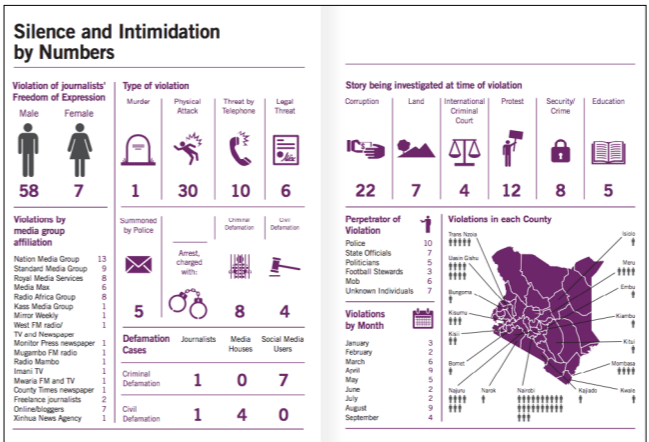 Silence and Intimidation
by Numbers
Violation of journalists'
Freedom of Expression
Male Female
58 7
Type of violation
Murder Physical Attack Threat by Telephone Legal Threat
1 30 10 6
Violations by
media group
affiliation
Nation Media Group 13
Standard Media Group 9
Royal Media Services 8
Media Max 6
Radio Africa Group 8
Kass Media Group 1
Mirror Weekly 1
West FM radio/ 1
TV and Newspaper
Monitor Press newspaper 1
Mugambo FM radio 1
Radio Mambo 1
Imani TV 1
Mwaria FM and TV 1
County Times newspaper 1
Freelance journalists 2
Online/bloggers 7
Xinhua News Agency 1
Summoned
by Police
5
Arrest,
charged
with:
Criminal
Defamation
8
Civil
Defamation
4
Defamation
Cases
Journalists Media Houses Social Media Users
Criminal
Defamation
1 0 7
Civil
Defamation
1 4 0
Story being investigated at time of violation
Corruption Land International Criminal Court Protest Security/ Crime Education
22 7 4 12 8 5
Perpetrator of
Violation
Police 10
State Officials 7
Politicians 5
Football Stewards 3
Mob 6
Unknown Individuals 7
Violations
by Month
January 3
February 2
March 6
April 9
May 5
June 2
July 2
August 9
September 4
Violations in each County
Trans Nzoia
Uasin Gishu
Bungoma
Kisumu
Kisii
Bomet
Nakuru
Narok
Nairobi
Kajiado
Kwale
Mombasa
Kitui
Kiambu
Embu
Meru
Isiolo